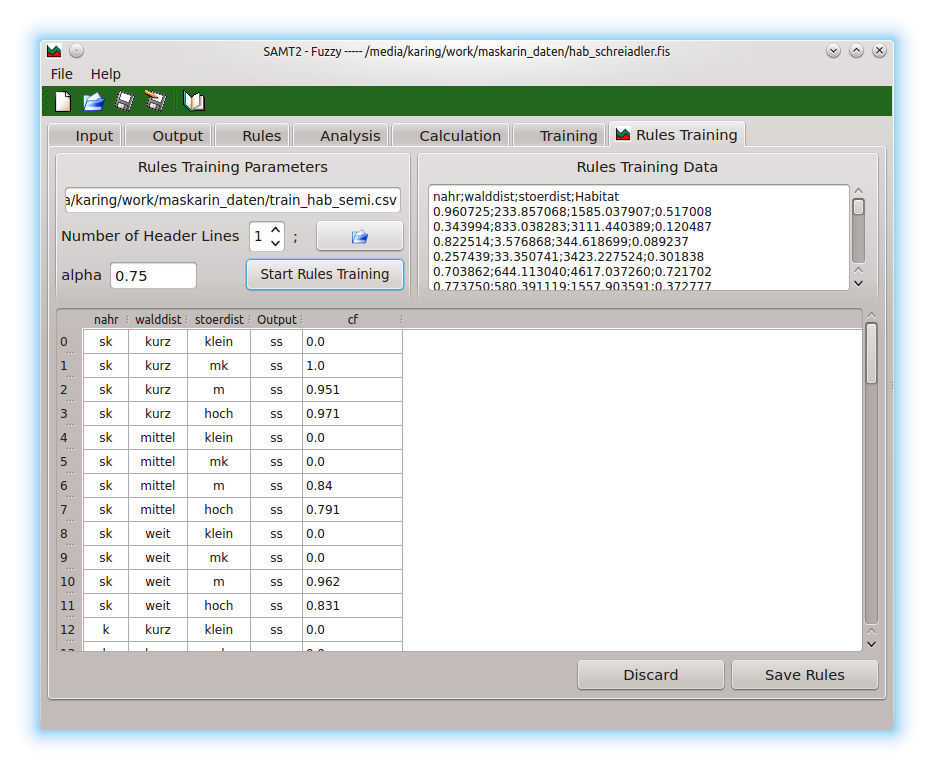 SAMT2 - Fuzzy ----- /media/karing/work/maskarin_daten/hab_schreiadler.fis
File Help
Input Output Rules Analysis Calculation Training Rules Training
Rules Training Parameters
a/karing/work/maskarin_daten/train_hab_semi.csv
Number of Header Lines 1 ;
alpha 0.75 Start Rules Training
Rules Training Data
nahr;walddist;stoerdist;Habitat
0.960725;233.857068;1585.037907;0.517008
0.343994;833.038283;3111.440389;0.120487
0.822514;3.576868;344.618699;0.089237
0.257439;33.350741;3423.227524;0.301838
0.703862;644.113040;4617.037260;0.721702
0.773750;580.391119;1557.903591;0.372777
nahr walddist stoerdist Output cf
0 sk kurz klein ss 0.0
1 sk kurz mk ss 1.0
2 sk kurz m ss 0.951
3 sk kurz hoch ss 0.971
4 sk mittel klein ss 0.0
5 sk mittel mk ss 0.0
6 sk mittel m ss 0.84
7 sk mittel hoch ss 0.791
8 sk weit klein ss 0.0
9 sk weit mk ss 0.0
10 sk weit m ss 0.962
11 sk weit hoch ss 0.831
12 k kurz klein ss 0.0
Discard Save Rules